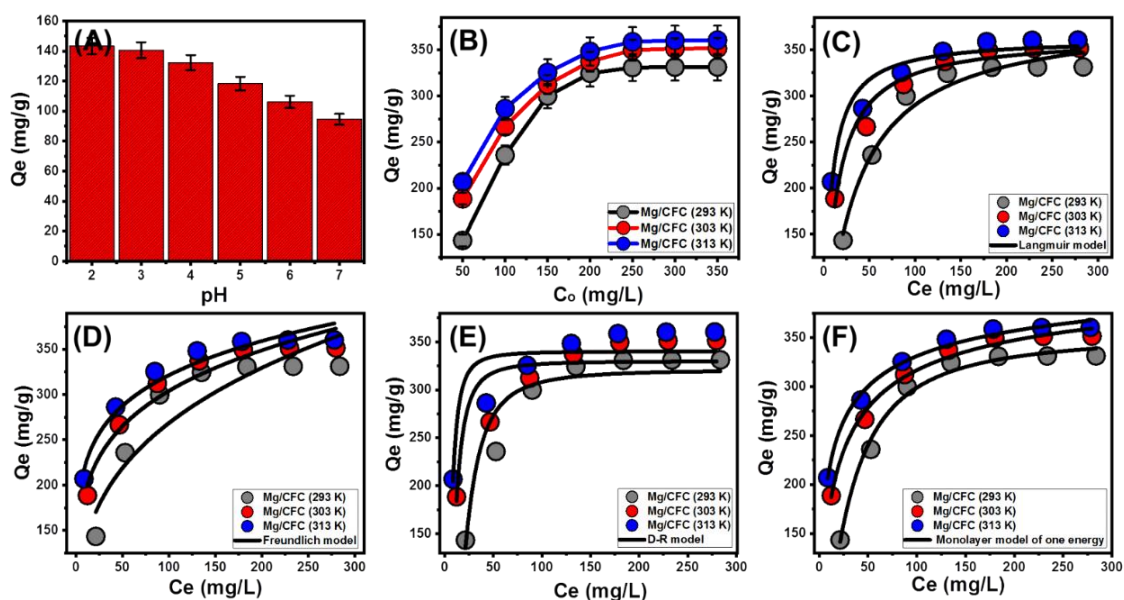 (A)
Qe (mg/g)
160
140
120
100
80
60
40
20
0
2 3 4 5 6 7
pH
(B)
Qe (mg/g)
350
300
250
200
150
Mg/CFC (293 K)
Mg/CFC (303 K)
Mg/CFC (313 K)
50 100 150 200 250 300 350
Co (mg/L)
(C)
Qe (mg/g)
350
300
250
200
150
Mg/CFC (293 K)
Mg/CFC (303 K)
Mg/CFC (313 K)
Langmuir model
0 50 100 150 200 250 300
Ce (mg/L)
(D)
Qe (mg/g)
350
300
250
200
150
Mg/CFC (293 K)
Mg/CFC (303 K)
Mg/CFC (313 K)
Freundlich model
0 50 100 150 200 250 300
Ce (mg/L)
(E)
Qe (mg/g)
350
300
250
200
150
Mg/CFC (293 K)
Mg/CFC (303 K)
Mg/CFC (313 K)
D-R model
0 50 100 150 200 250 300
Ce (mg/L)
(F)
Qe (mg/g)
350
300
250
200
150
Mg/CFC (293 K)
Mg/CFC (303 K)
Mg/CFC (313 K)
Monolayer model of one energy
0 50 100 150 200 250 300
Ce (mg/L)